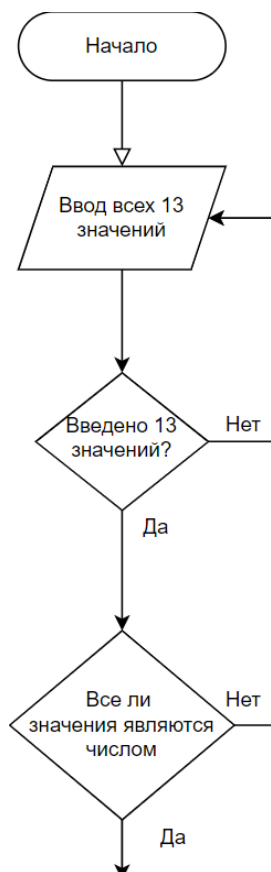 Начало
Ввод всех 13
значений
Введено 13
значений?
Нет
Да
Все ли
значения являются
числом
Нет
Да